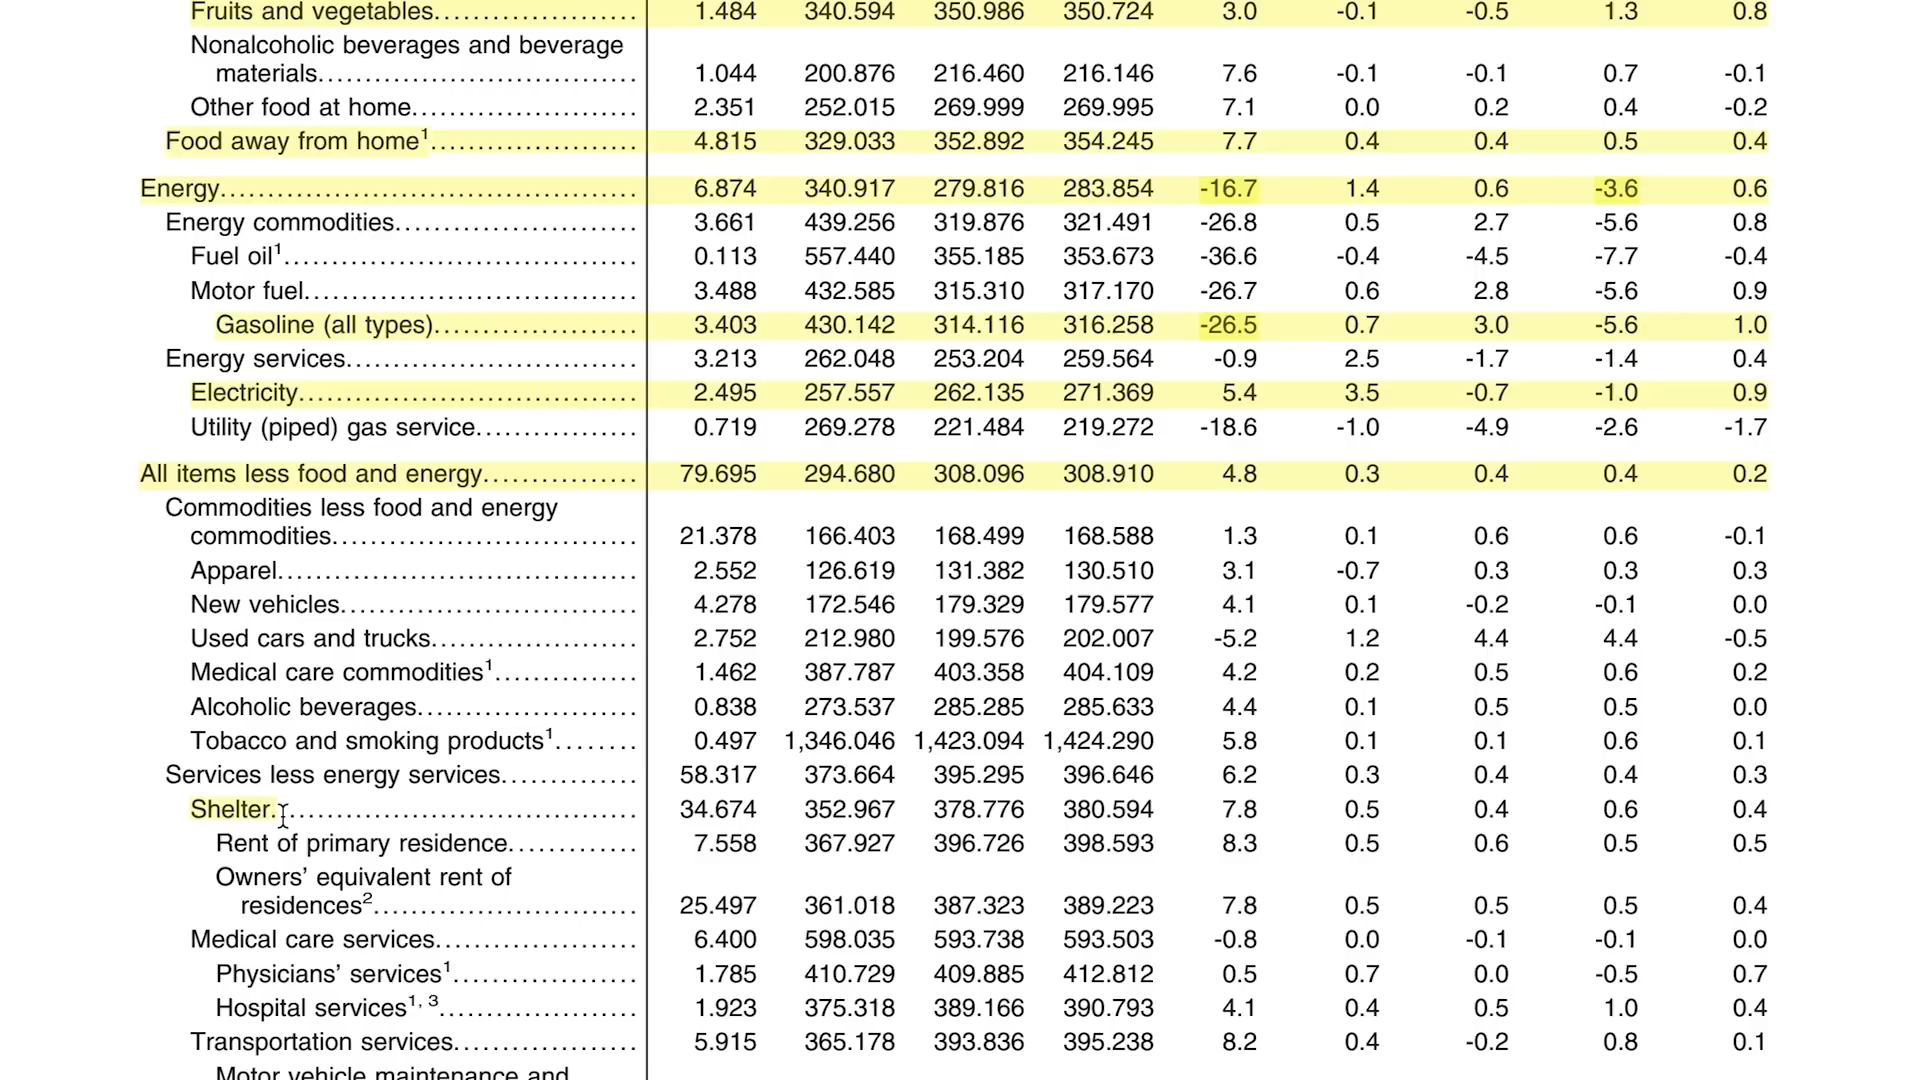 Fruits and vegetables..................... 1.484 340.594 350.986 350.724 3.0 -0.1 -0.5 1.3 0.8
Nonalcoholic beverages and beverage
materials................................. 1.044 200.876 216.460 216.146 7.6 -0.1 -0.1 0.7 -0.1
Other food at home....................... 2.351 252.015 269.999 269.995 7.1 0.0 0.2 0.4 -0.2
Food away from home¹...................... 4.815 329.033 352.892 354.245 7.7 0.4 0.4 0.5 0.4
Energy........................................... 6.874 340.917 279.816 283.854 -16.7 1.4 0.6 -3.6 0.6
Energy commodities......................... 3.661 439.256 319.876 321.491 -26.8 0.5 2.7 -5.6 0.8
Fuel oil¹..................................... 0.113 557.440 355.185 353.673 -36.6 -0.4 -4.5 -7.7 -0.4
Motor fuel................................... 3.488 432.585 315.310 317.170 -26.7 0.6 2.8 -5.6 0.9
Gasoline (all types)..................... 3.403 430.142 314.116 316.258 -26.5 0.7 3.0 -5.6 1.0
Energy services.............................. 3.213 262.048 253.204 259.564 -0.9 2.5 -1.7 -1.4 0.4
Electricity................................... 2.495 257.557 262.135 271.369 5.4 3.5 -0.7 -1.0 0.9
Utility (piped) gas service................. 0.719 269.278 221.484 219.272 -18.6 -1.0 -4.9 -2.6 -1.7
All items less food and energy................ 79.695 294.680 308.096 308.910 4.8 0.3 0.4 0.4 0.2
Commodities less food and energy
commodities............................... 21.378 166.403 168.499 168.588 1.3 0.1 0.6 0.6 -0.1
Apparel..................................... 2.552 126.619 131.382 130.510 3.1 -0.7 0.3 0.3 0.3
New vehicles............................... 4.278 172.546 179.329 179.577 4.1 0.1 -0.2 -0.1 0.0
Used cars and trucks..................... 2.752 212.980 199.576 202.007 -5.2 1.2 4.4 4.4 -0.5
Medical care commodities¹............... 1.462 387.787 403.358 404.109 4.2 0.2 0.5 0.6 0.2
Alcoholic beverages...................... 0.838 273.537 285.285 285.633 4.4 0.1 0.5 0.5 0.0
Tobacco and smoking products¹........ 0.497 1,346.046 1,423.094 1,424.290 5.8 0.1 0.1 0.6 0.1
Services less energy services.............. 58.317 373.664 395.295 396.646 6.2 0.3 0.4 0.4 0.3
Shelter....................................... 34.674 352.967 378.776 380.594 7.8 0.5 0.4 0.6 0.4
Rent of primary residence............. 7.558 367.927 396.726 398.593 8.3 0.5 0.6 0.5 0.5
Owners’ equivalent rent of
residences²............................ 25.497 361.018 387.323 389.223 7.8 0.5 0.5 0.5 0.4
Medical care services..................... 6.400 598.035 593.738 593.503 -0.8 0.0 -0.1 -0.1 0.0
Physicians’ services¹.................... 1.785 410.729 409.885 412.812 0.5 0.7 0.0 -0.5 0.7
Hospital services¹, ³..................... 1.923 375.318 389.166 390.793 4.1 0.4 0.5 1.0 0.4
Transportation services................... 5.915 365.178 393.836 395.238 8.2 0.4 -0.2 0.8 0.1
Motor vehicle maintenance and